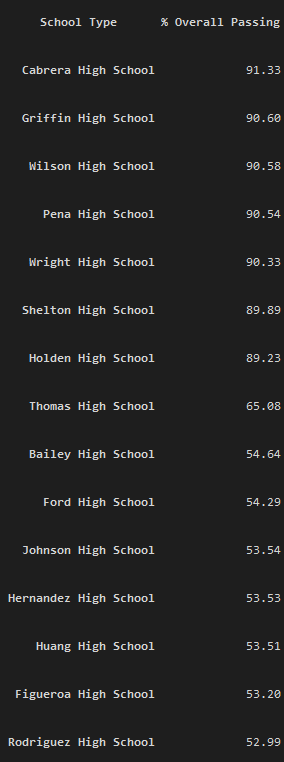 School Type % Overall Passing
Cabrera High School 91.33
Griffin High School 90.60
Wilson High School 90.58
Pena High School 90.54
Wright High School 90.33
Shelton High School 89.89
Holden High School 89.23
Thomas High School 65.08
Bailey High School 54.64
Ford High School 54.29
Johnson High School 53.54
Hernandez High School 53.53
Huang High School 53.51
Figueroa High School 53.20
Rodriguez High School 52.99